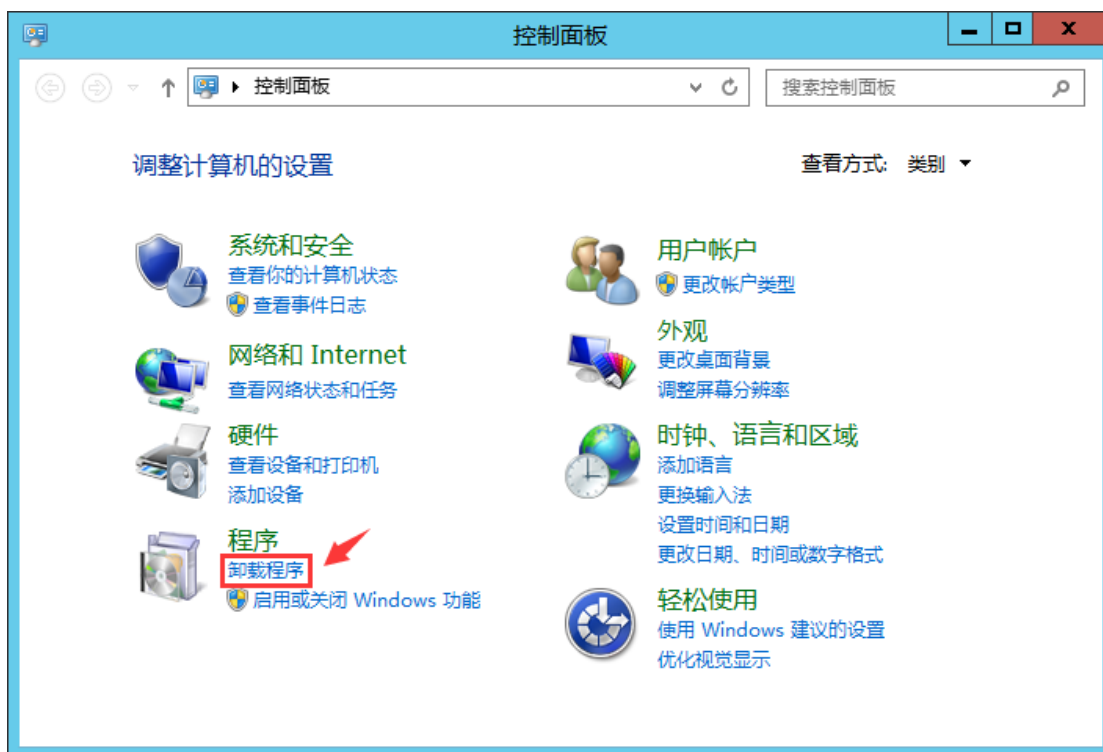 控制面板
控制面板
搜索控制面板
调整计算机的设置
查看方式: 类别
系统和安全
查看你的计算机状态
查看事件日志
网络和 Internet
查看网络状态和任务
硬件
查看设备和打印机
添加设备
程序
卸载程序
启用或关闭 Windows 功能
用户帐户
更改帐户类型
外观
更改桌面背景
调整屏幕分辨率
时钟、语言和区域
添加语言
更换输入法
设置时间和日期
更改日期、时间或数字格式
轻松使用
使用 Windows 建议的设置
优化视觉显示